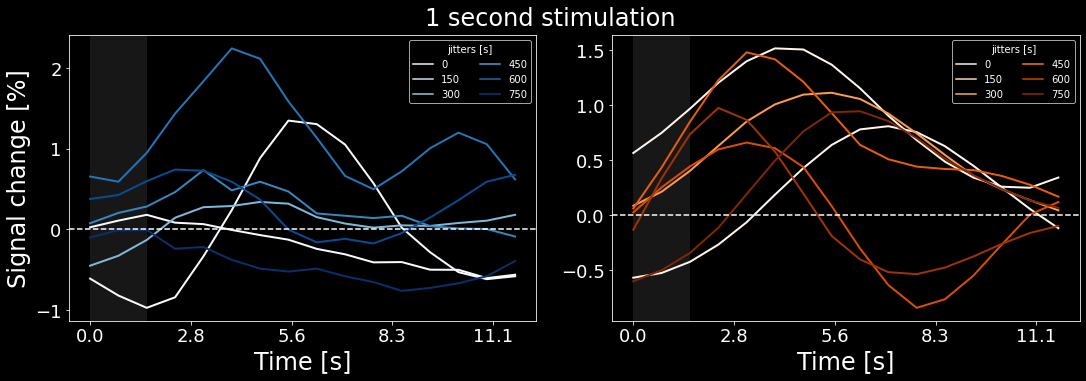 1 second stimulation
Signal change [%]
2
1
0
−1
jitters [s]
0 450
150 600
300 750
0.0 2.8 5.6 8.3 11.1
Time [s]
1.5
1.0
0.5
0.0
−0.5
jitters [s]
0 450
150 600
300 750
0.0 2.8 5.6 8.3 11.1
Time [s]